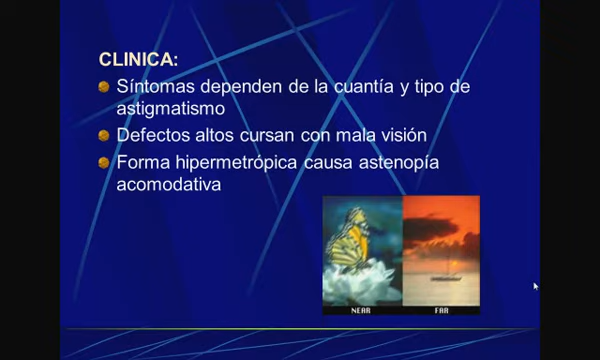 CLINICA:
Síntomas dependen de la cuantía y tipo de
astigmatismo
Defectos altos cursan con mala visión
Forma hipermetrópica causa astenopía
acomodativa
NEAR
FAR